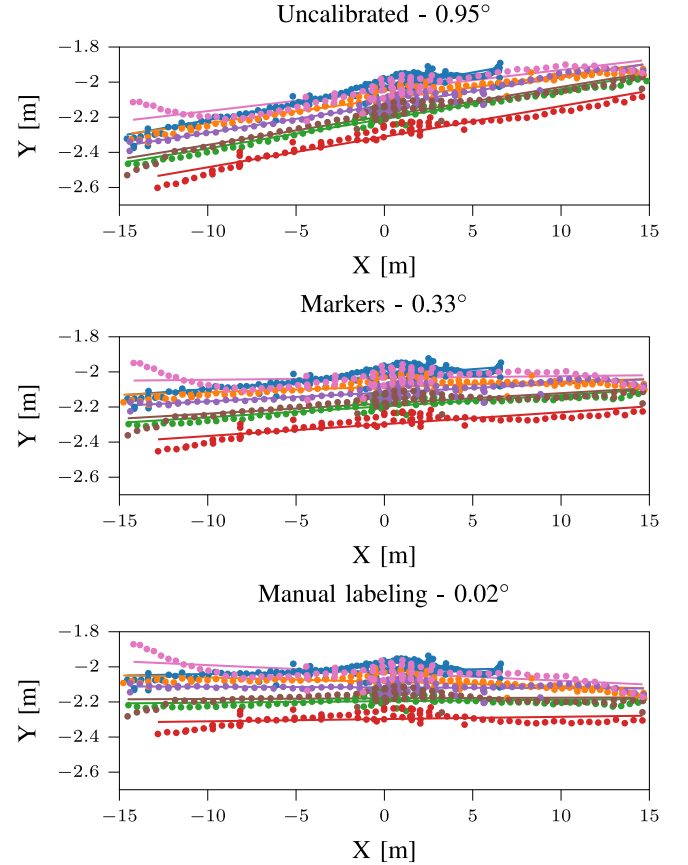 Uncalibrated - 0.95°
−1.8
−2
−2.2
−2.4
−2.6
Y [m]
−15 −10 −5 0 5 10 15
X [m]
Markers - 0.33°
−1.8
−2
−2.2
−2.4
−2.6
Y [m]
−15 −10 −5 0 5 10 15
X [m]
Manual labeling - 0.02°
−1.8
−2
−2.2
−2.4
−2.6
Y [m]
−15 −10 −5 0 5 10 15
X [m]